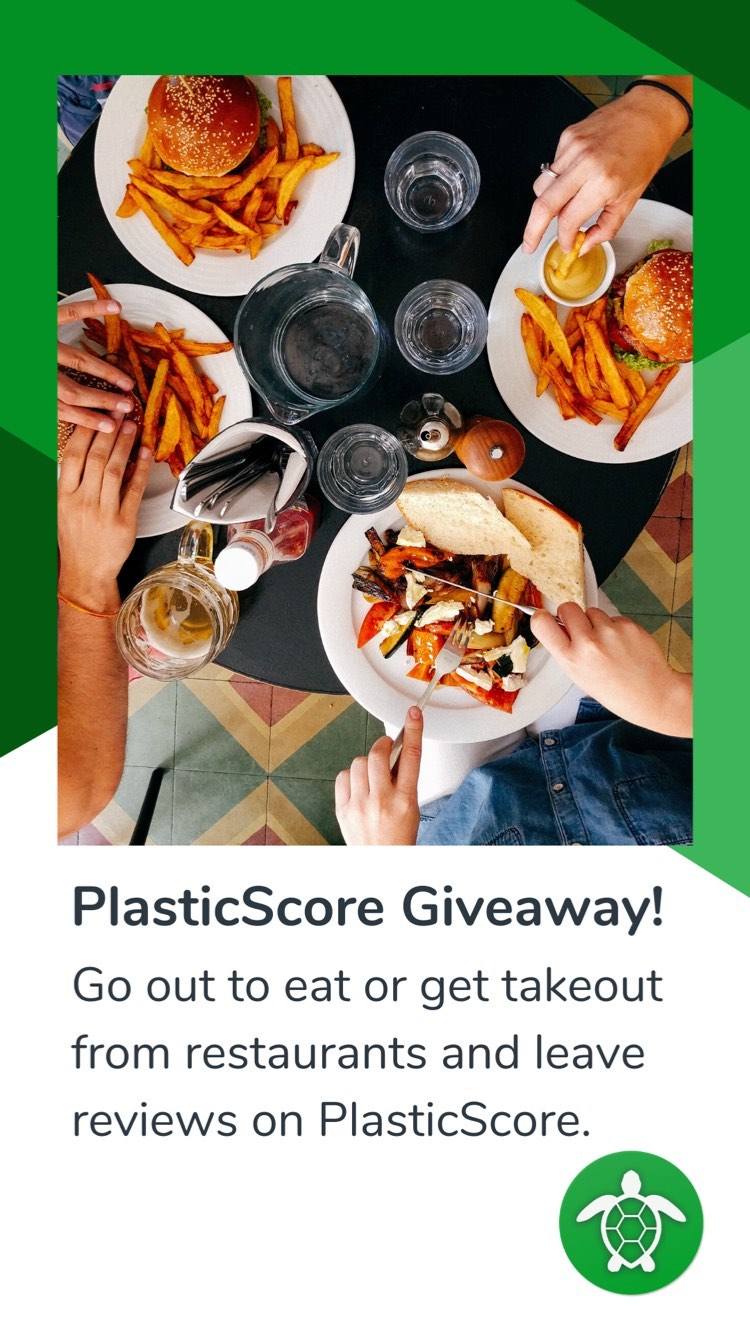 PlasticScore Giveaway!
Go out to eat or get takeout
from restaurants and leave
reviews on PlasticScore.